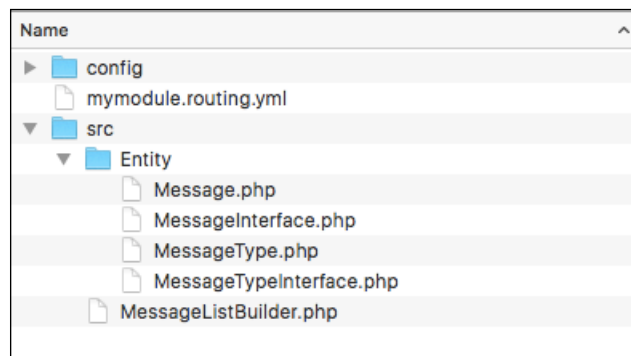 Name
config
mymodule.routing.yml
src
Entity
Message.php
MessageInterface.php
MessageType.php
MessageTypeInterface.php
MessageListBuilder.php